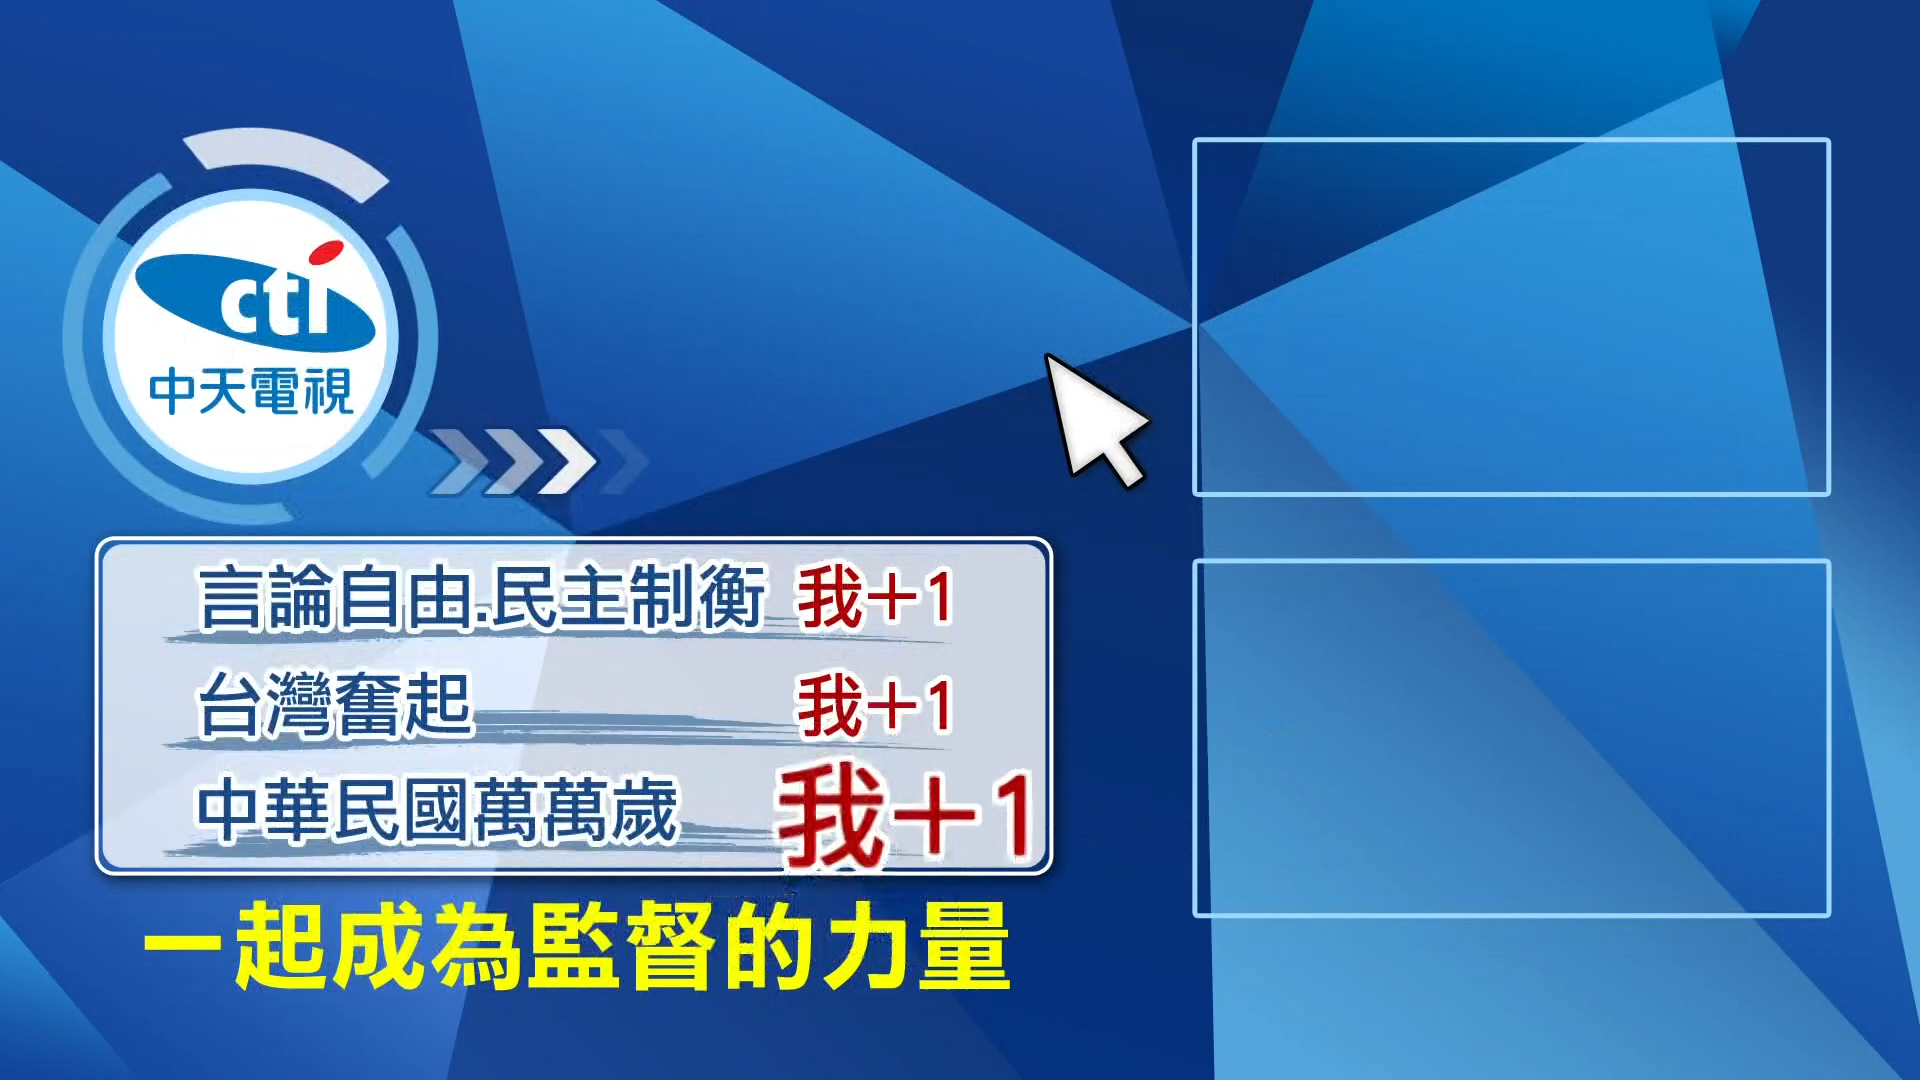 cti
中天電視
言論自由.民主制衡 我+1
台灣奮起 我+1
中華民國萬萬歲 我+1
一起成為監督的力量